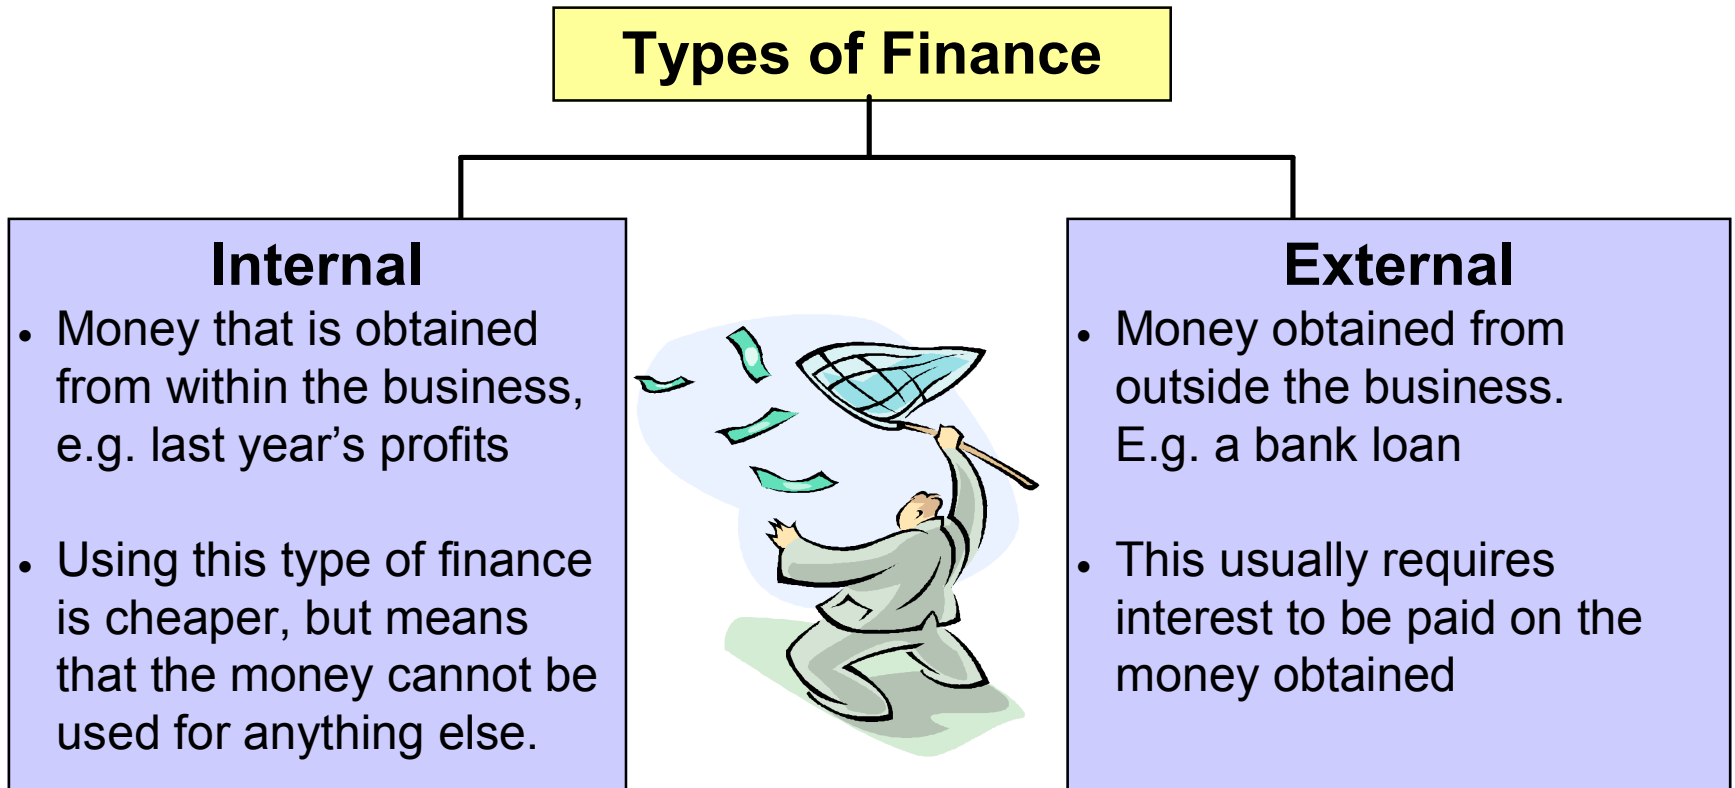 Types of Finance
Internal
• Money that is obtained
from within the business,
e.g. last year’s profits
• Using this type of finance
is cheaper, but means
that the money cannot be
used for anything else.
External
• Money obtained from
outside the business.
E.g. a bank loan
• This usually requires
interest to be paid on the
money obtained